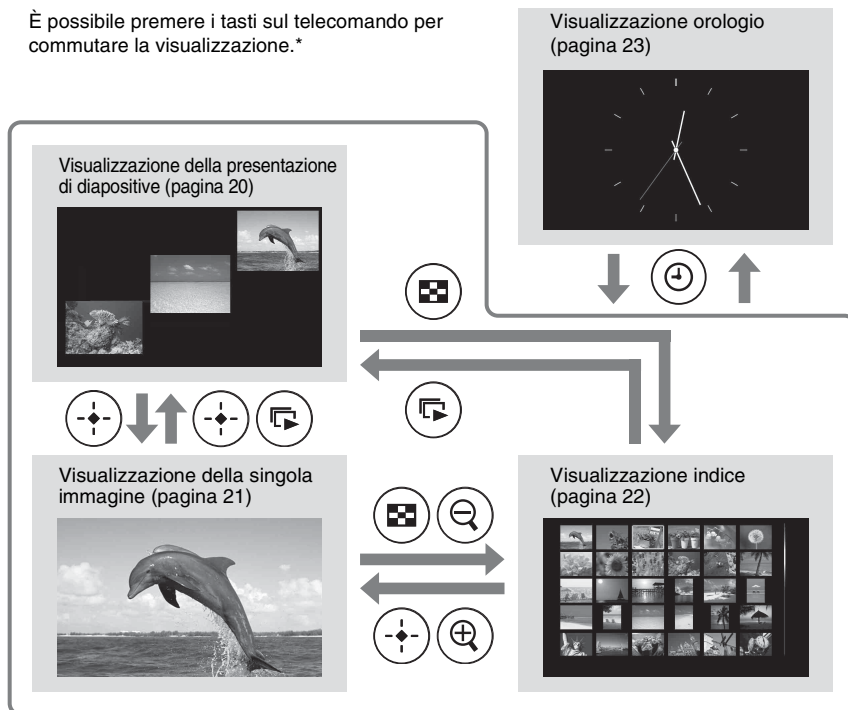 È possibile premere i tasti sul telecomando per
commutare la visualizzazione.*
Visualizzazione orologio
(pagina 23)
Visualizzazione della presentazione
di diapositive (pagina 20)
Visualizzazione della singola
immagine (pagina 21)
Visualizzazione indice
(pagina 22)